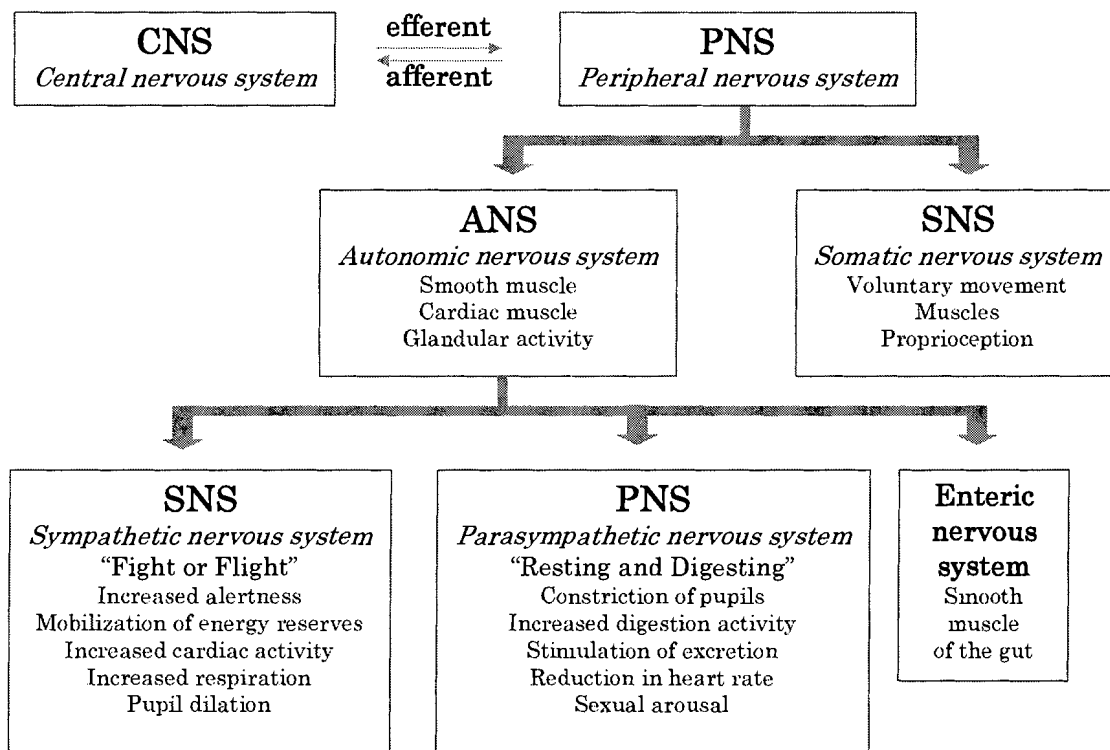 CNS
Central nervous system
efferent
afferent
PNS
Peripheral nervous system
ANS
Autonomic nervous system
Smooth muscle
Cardiac muscle
Glandular activity
SNS
Somatic nervous system
Voluntary movement
Muscles
Proprioception
SNS
Sympathetic nervous system
“Fight or Flight”
Increased alertness
Mobilization of energy reserves
Increased cardiac activity
Increased respiration
Pupil dilation
PNS
Parasympathetic nervous system
“Resting and Digesting”
Constriction of pupils
Increased digestion activity
Stimulation of excretion
Reduction in heart rate
Sexual arousal
Enteric
nervous
system
Smooth
muscle
of the gut